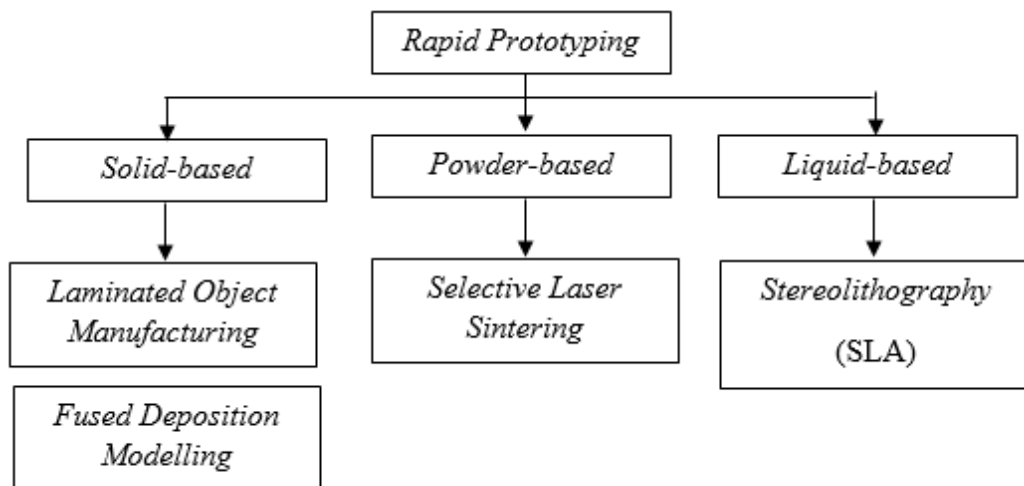 Rapid Prototyping
Solid-based
Powder-based
Liquid-based
Laminated Object
Manufacturing
Selective Laser
Sintering
Stereolithography
(SLA)
Fused Deposition
Modelling